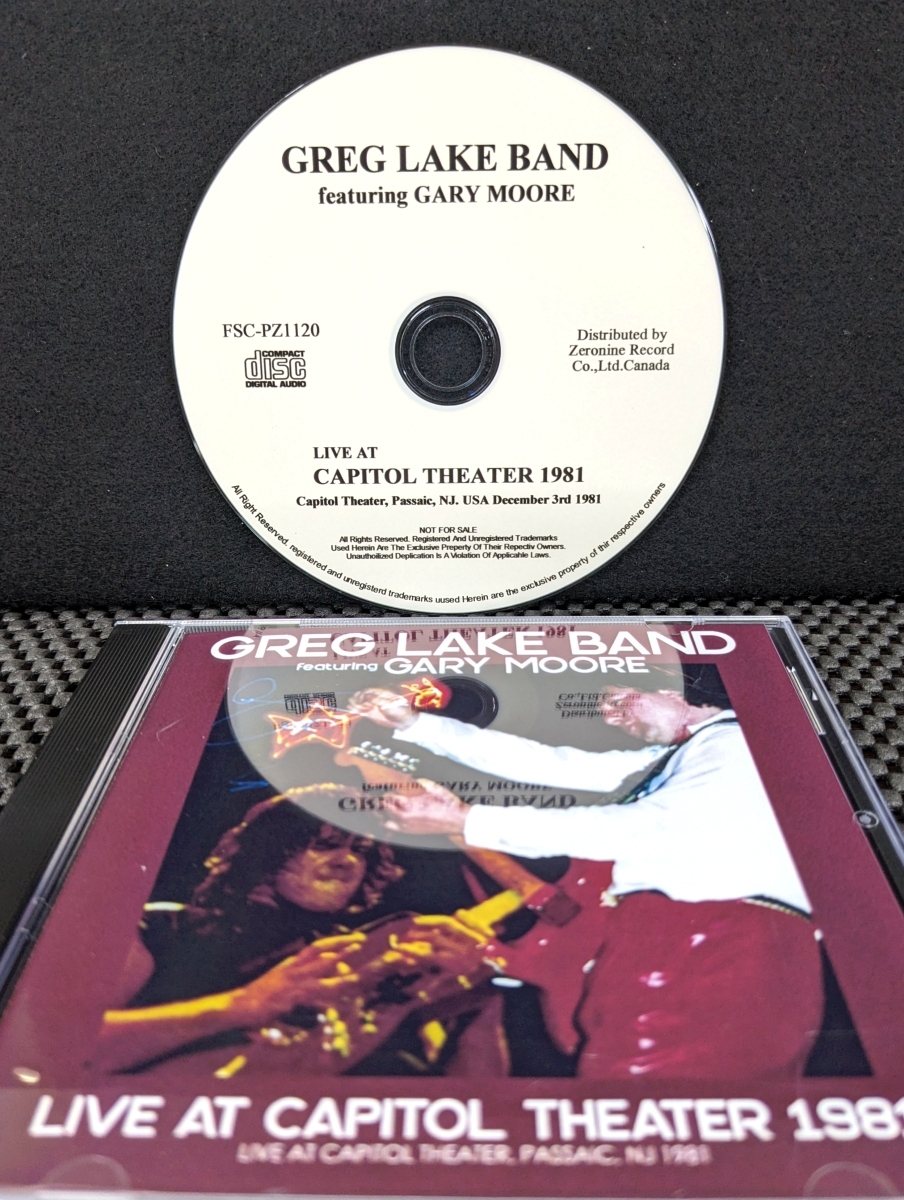 GREG LAKE BAND
featuring GARY MOORE
FSC-PZ1120
COMPACT
disc
DIGITAL AUDIO
Distributed by
Zeronine Record
Co.,Ltd.Canada
LIVE AT
CAPITOL THEATER 1981
Capitol Theater, Passaic, NJ. USA December 3rd 1981
NOT FOR SALE
All Rights Reserved. Registered And Unregistered Trademarks
Used Herein Are The Exclusive Preperty Of Their Repectiv Owners.
Unauthoilized Deplication Is A Violation Of Applicable Laws.
All Right Reserved. registered and unregisterd trademarks uused Herein are the exclusive property of thir respective owners
GREG LAKE BAND
featuring GARY MOORE
LIVE AT CAPITOL THEATER 1981
LIVE AT CAPITOL THEATER, PASSAIC, NJ 1981